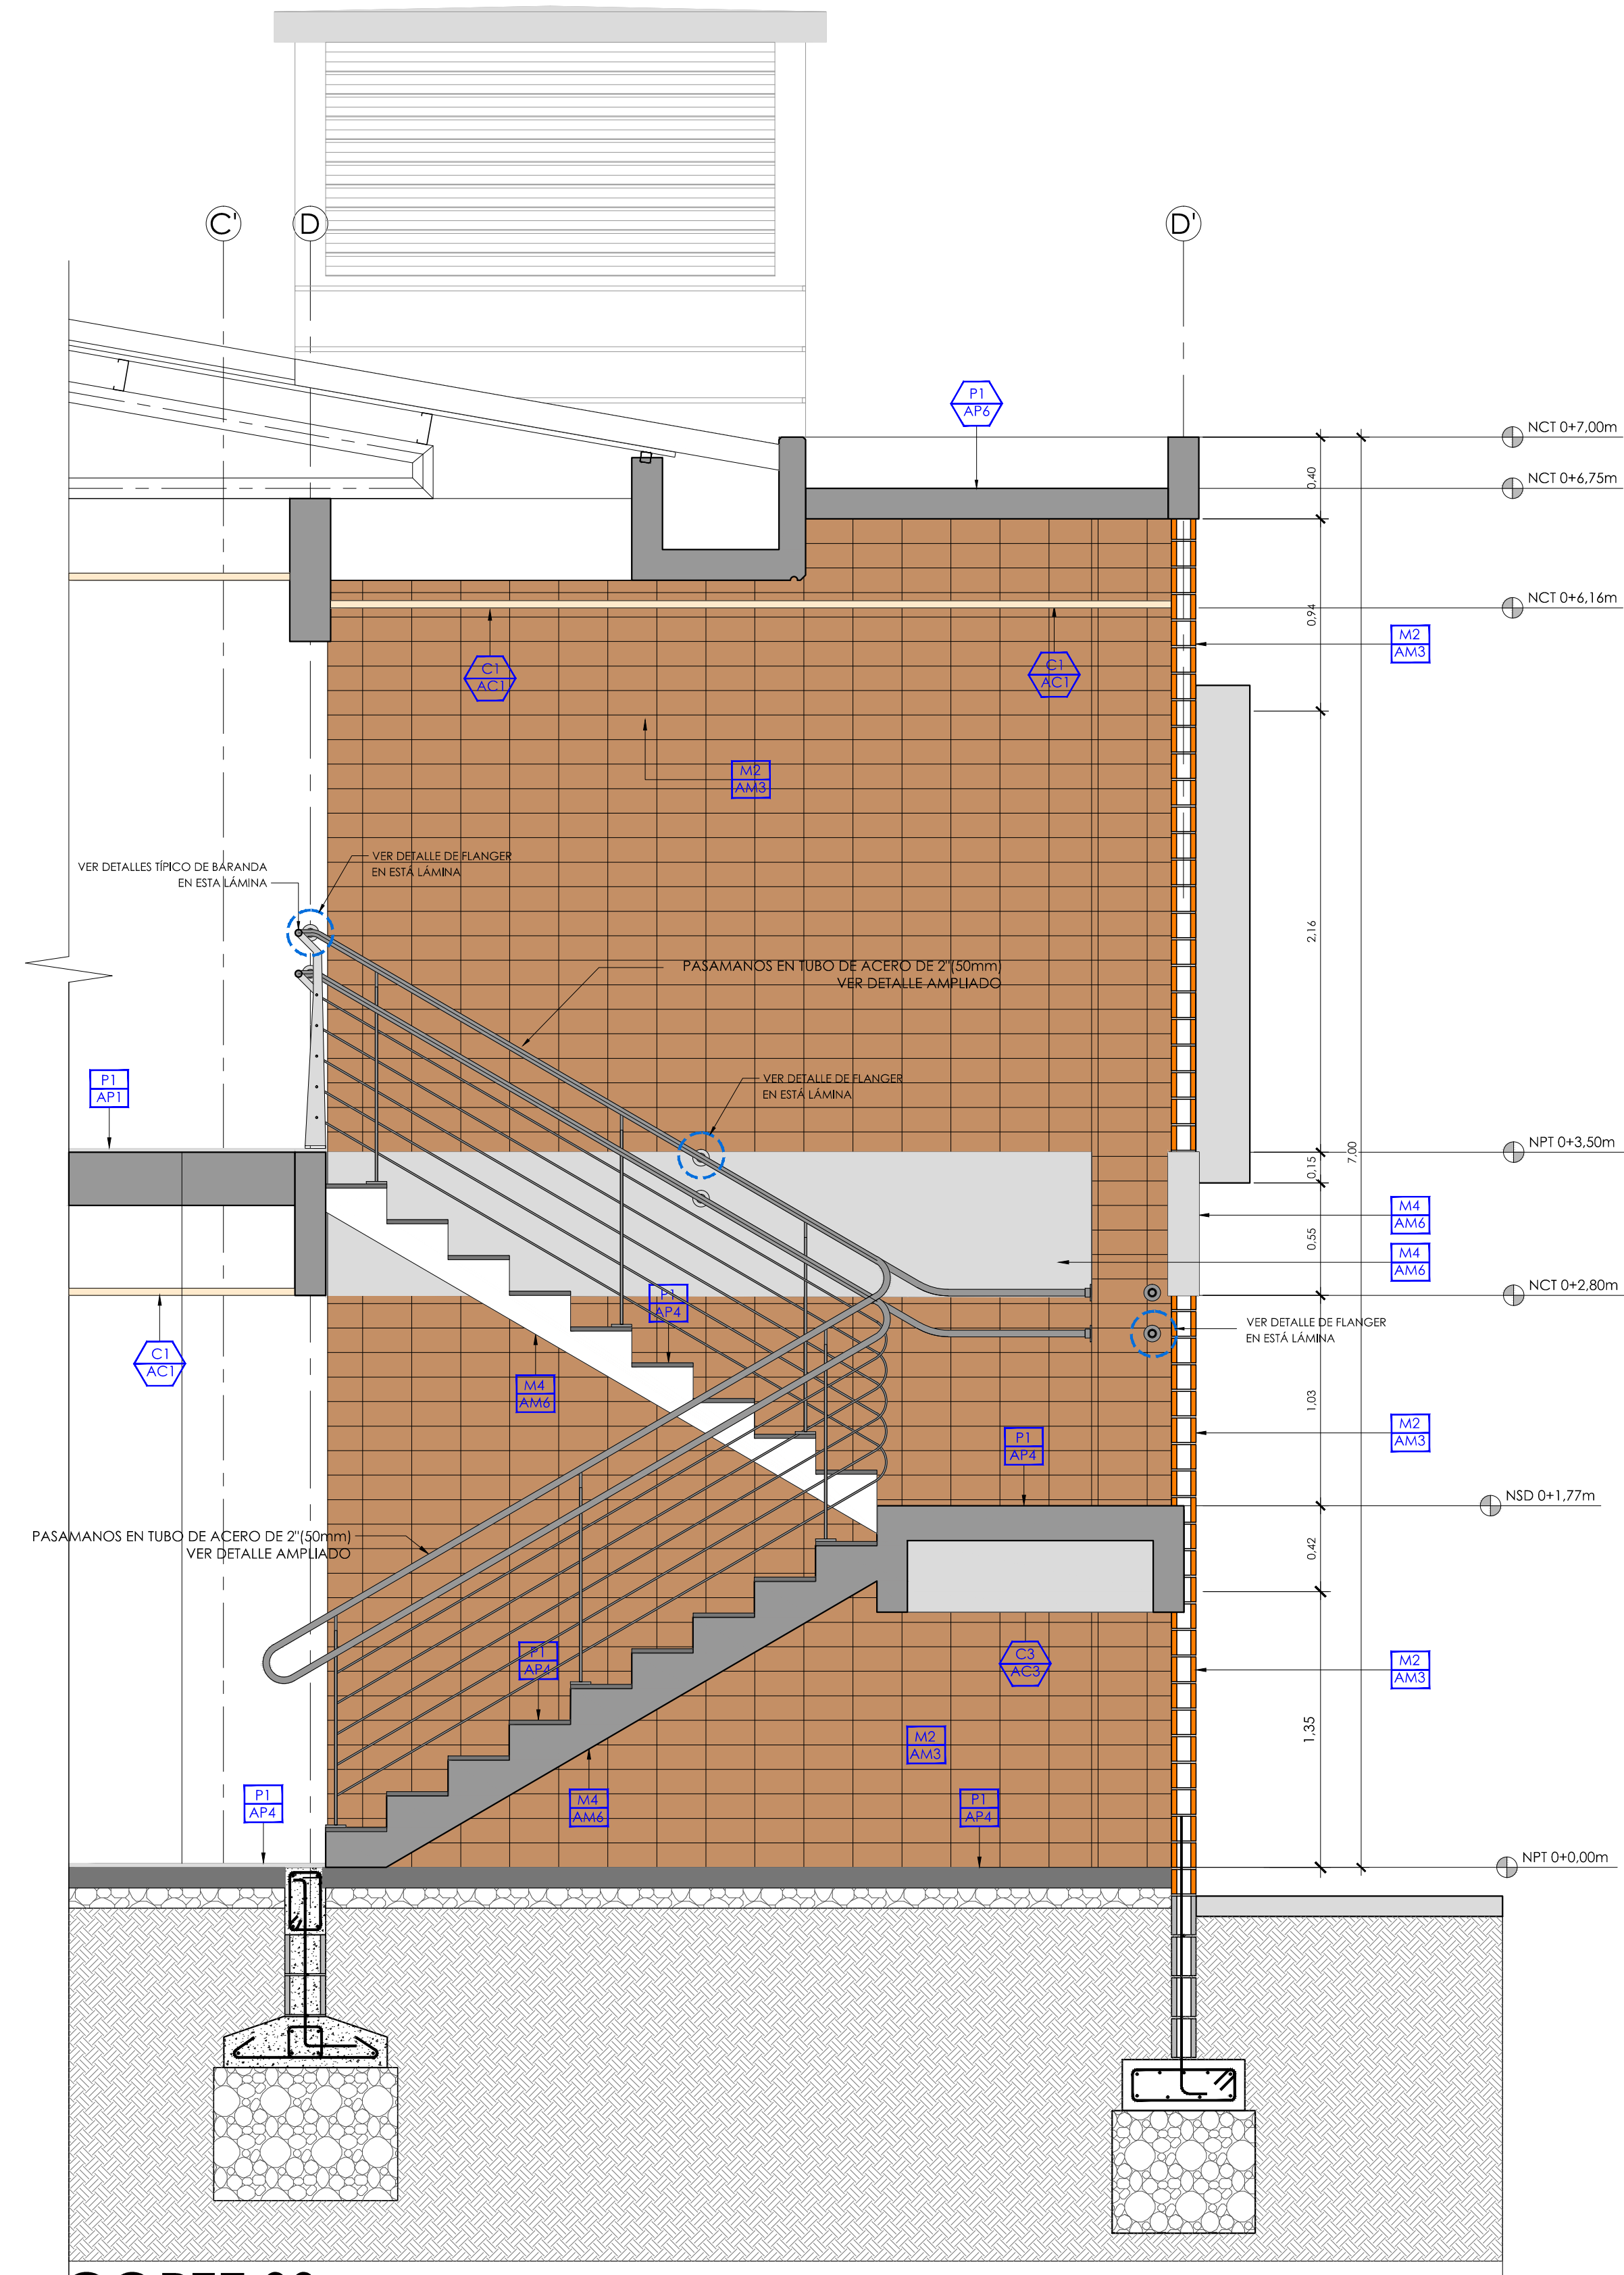 C'
D
D'
P1
AP6
NCT 0+7,00m
NCT 0+6,75m
0,40
NCT 0+6,16m
0,94
M2
AM3
C1
AC1
C1
AC1
M2
AM3
VER DETALLES TÍPICO DE BARANDA
EN ESTA LÁMINA
VER DETALLE DE FLANGER
EN ESTÁ LÁMINA
2,16
PASAMANOS EN TUBO DE ACERO DE 2"(50mm)
VER DETALLE AMPLIADO
P1
AP1
VER DETALLE DE FLANGER
EN ESTÁ LÁMINA
NPT 0+3,50m
7,00
0,15
M4
AM6
0,55
M4
AM6
NCT 0+2,80m
P1
AP4
VER DETALLE DE FLANGER
EN ESTÁ LÁMINA
C1
AC1
M4
AM6
1,03
M2
AM3
P1
AP4
NSD 0+1,77m
PASAMANOS EN TUBO DE ACERO DE 2"(50mm)
VER DETALLE AMPLIADO
0,42
P1
AP4
C3
AC3
M2
AM3
M2
AM3
1,35
P1
AP4
M4
AM6
P1
AP4
NPT 0+0,00m